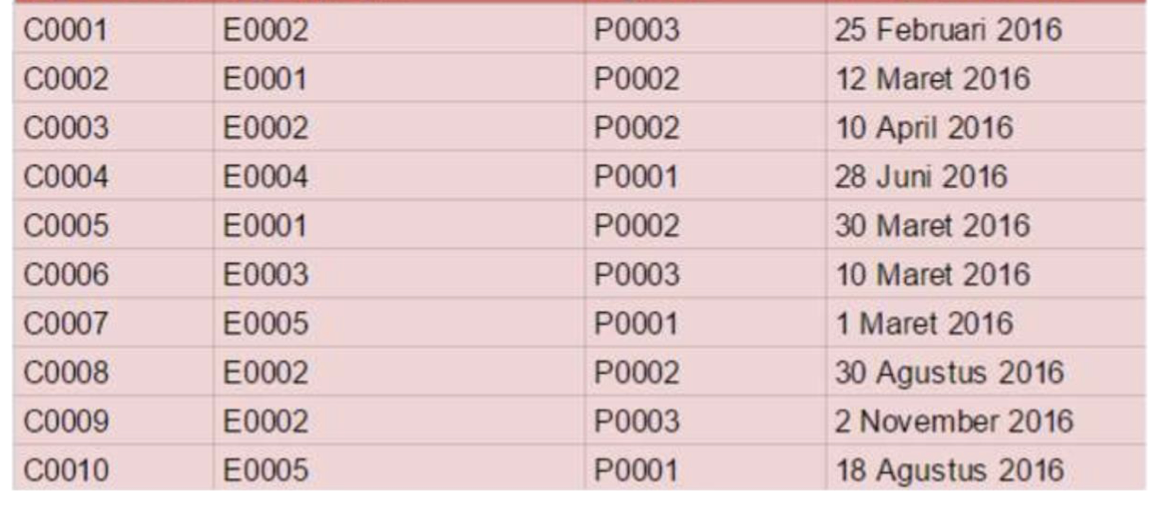 C0001 E0002 P0003 25 Februari 2016
C0002 E0001 P0002 12 Maret 2016
C0003 E0002 P0002 10 April 2016
C0004 E0004 P0001 28 Juni 2016
C0005 E0001 P0002 30 Maret 2016
C0006 E0003 P0003 10 Maret 2016
C0007 E0005 P0001 1 Maret 2016
C0008 E0002 P0002 30 Agustus 2016
C0009 E0002 P0003 2 November 2016
C0010 E0005 P0001 18 Agustus 2016